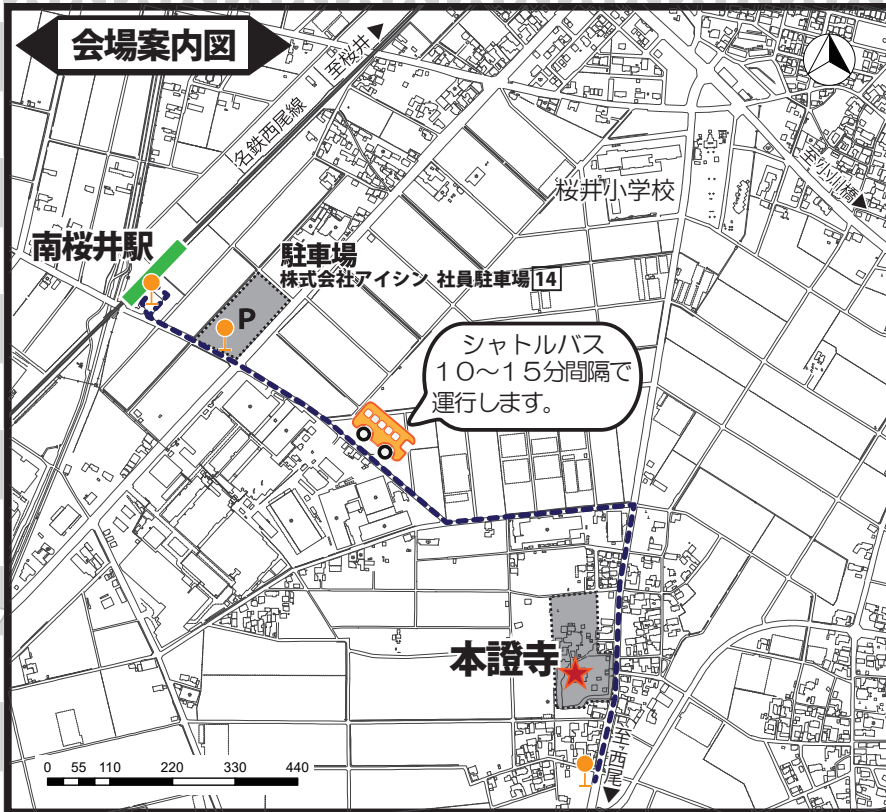 会場案内図
至桜井
名鉄西尾線
桜井小学校
至小川橋
南桜井駅
駐車場
株式会社アイシン 社員駐車場14
P
シャトルバス
10〜15分間隔で
運行します。
本證寺
至西尾
0 55 110 220 330 440